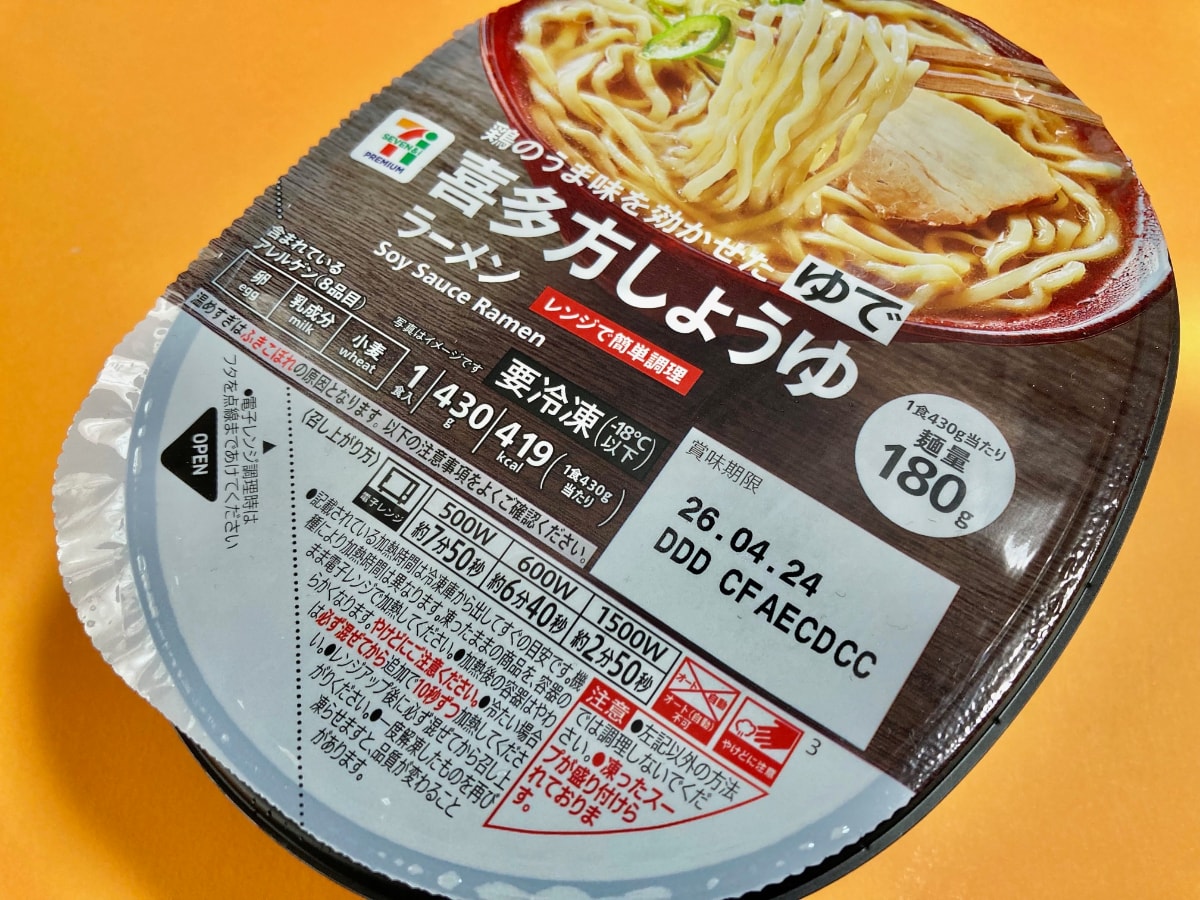 SEVEN&i
PREMIUM
鶏のうま味を効かせた
喜多方しょうゆ
ラーメン
Soy Sauce Ramen
ゆで
レンジで簡単調理
含まれている
アレルゲン(8品目)
卵
egg
乳成分
milk
小麦
wheat
写真はイメージです
1食入
430g
419kcal
(1食430g当たり)
要冷凍(-18℃以下)
1食430g当たり
麺量
180g
賞味期限
26.04.24
DDD CFAECDCC
温めすぎはふきこぼれの原因となります。以下の注意事項をよくご確認ください。
OPEN
●電子レンジ調理時は
フタを点線まであけてください
(召し上がり方)
電子レンジ
500W
約7分50秒
600W
約6分40秒
1500W
約2分50秒
●記載されている加熱時間は冷凍庫から出してすぐの目安です。機
種により加熱時間は異なります。凍ったままの商品を、容器の
まま電子レンジで加熱してください。●加熱後の容器はやわ
らかくなります。やけどにご注意ください。●冷たい場合
は必ず混ぜてから追加で10秒ずつ加熱してくださ
い。●レンジアップ後に必ず混ぜてから召し上
がりください。●一度解凍したものを再び
凍らせますと、品質が変わること
があります。
オート(自動)
不可
やけどに注意
3
注意
●左記以外の方法
では調理しないでくだ
さい。●凍ったスー
プが盛り付けら
れておりま
す。